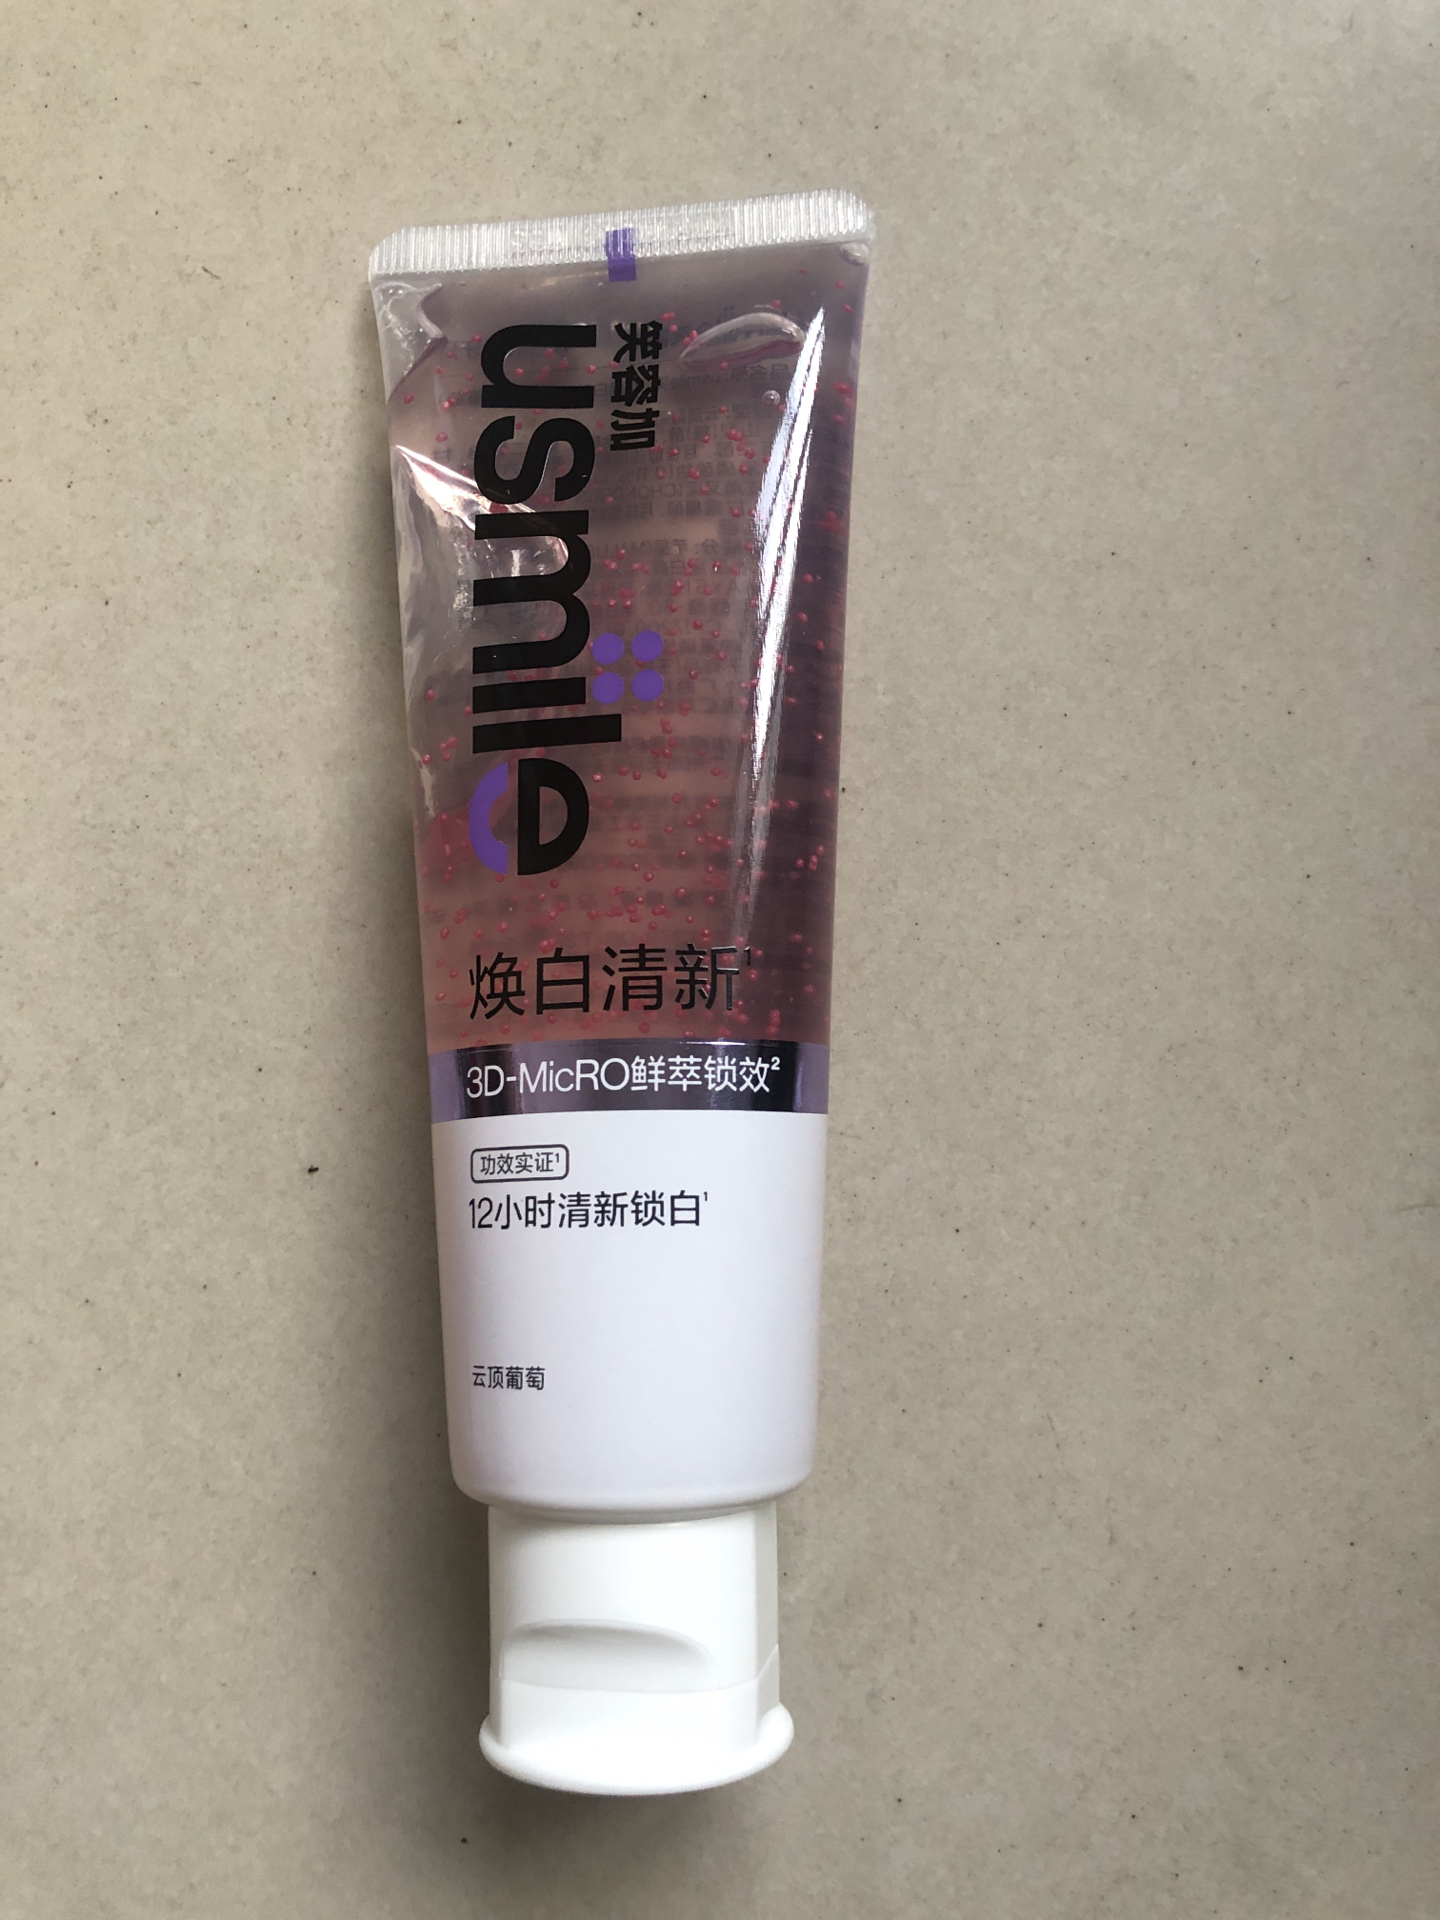 笑容加
usmile
焕白清新¹
3D-MicRO鲜萃锁效²
功效实证¹
12小时清新锁白¹
云顶葡萄